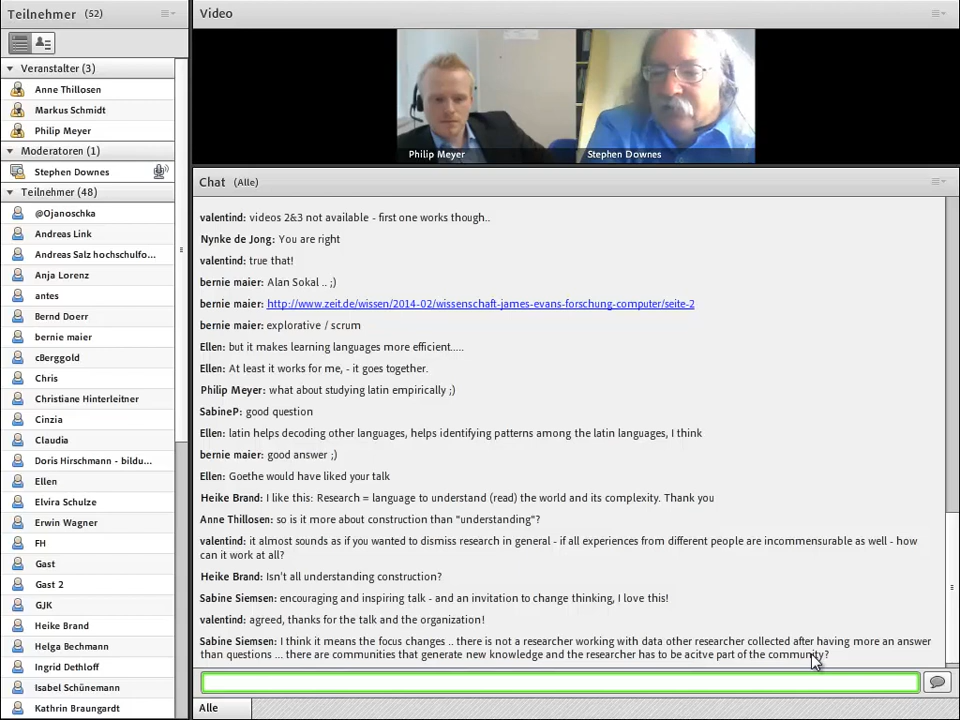 Teilnehmer (52)
Veranstalter (3)
Anne Thillosen
Markus Schmidt
Philip Meyer
Moderatoren (1)
Stephen Downes
Teilnehmer (48)
@Ojanoschka
Andreas Link
Andreas Salz hochschulfo...
Anja Lorenz
antes
Bernd Doerr
bernie maier
cBerggold
Chris
Christiane Hinterleitner
Cinzia
Claudia
Doris Hirschmann - bildu...
Ellen
Elvira Schulze
Erwin Wagner
FH
Gast
Gast 2
GJK
Heike Brand
Helga Bechmann
Ingrid Dethloff
Isabel Schünemann
Kathrin Braungardt
Video
Philip Meyer
Stephen Downes
Chat (Alle)
valentind: videos 2&3 not available - first one works though..
Nynke de Jong: You are right
valentind: true that!
bernie maier: Alan Sokal .. ;)
bernie maier: http://www.zeit.de/wissen/2014-02/wissenschaft-james-evans-forschung-computer/seite-2
bernie maier: explorative / scrum
Ellen: but it makes learning languages more efficient.....
Ellen: At least it works for me, - it goes together.
Philip Meyer: what about studying latin empirically ;)
SabineP: good question
Ellen: latin helps decoding other languages, helps identifying patterns among the latin languages, I think
bernie maier: good answer ;)
Ellen: Goethe would have liked your talk
Heike Brand: I like this: Research = language to understand (read) the world and its complexity. Thank you
Anne Thillosen: so is it more about construction than "understanding"?
valentind: it almost sounds as if you wanted to dismiss research in general - if all experiences from different people are incommensurable as well - how
can it work at all?
Heike Brand: Isn't all understanding construction?
Sabine Siemsen: encouraging and inspiring talk - and an invitation to change thinking, I love this!
valentind: agreed, thanks for the talk and the organization!
Sabine Siemsen: I think it means the focus changes .. there is not a researcher working with data other researcher collected after having more an answer
than questions ... there are communities that generate new knowledge and the researcher has to be acitve part of the community?
Alle